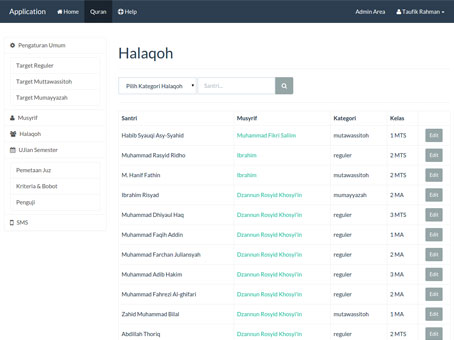 Application Home Quran Help Admin Area Taufik Rahman
Pengaturan Umum
Target Reguler
Target Muttawassitoh
Target Mumayyazah
Musyrif
Halaqoh
Ujian Semester
Pemetaan Juz
Kriteria & Bobot
Penguji
SMS
Halaqoh
Pilih Kategori Halaqoh Santri...
Santri Musyrif Kategori Kelas
Habib Syauqi Asy-Syahid Muhammad Fikri Saliim mutawassitoh 1 MTS Edit
Muhammad Rasyid Ridho Ibrahim reguler 2 MTS Edit
M. Hanif Fathin Ibrahim mutawassitoh 2 MTS Edit
Ibrahim Risyad Dzannun Rosyid Khosyi'in mumayyazah 2 MA Edit
Muhammad Dhiyaul Haq Dzannun Rosyid Khosyi'in reguler 3 MTS Edit
Muhammad Faqih Addin Dzannun Rosyid Khosyi'in reguler 1 MA Edit
Muhammad Farchan Juliansyah Dzannun Rosyid Khosyi'in reguler 2 MA Edit
Muhammad Adib Hakim Dzannun Rosyid Khosyi'in reguler 3 MA Edit
Muhammad Fahrezi Al-ghifari Dzannun Rosyid Khosyi'in reguler 2 MA Edit
Zahid Muhammad Bilal Dzannun Rosyid Khosyi'in mutawassitoh 1 MA Edit
Abdillah Thoriq Dzannun Rosyid Khosyi'in mutawassitoh 2 MTS Edit